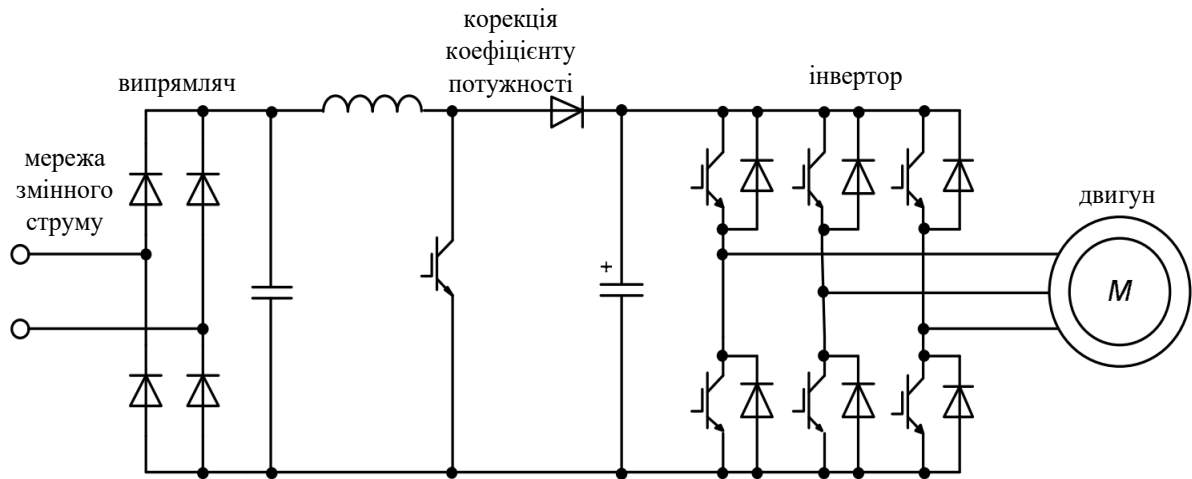 корекція
коефіцієнту
потужності
випрямляч
інвертор
мережа
змінного
струму
двигун
+
M